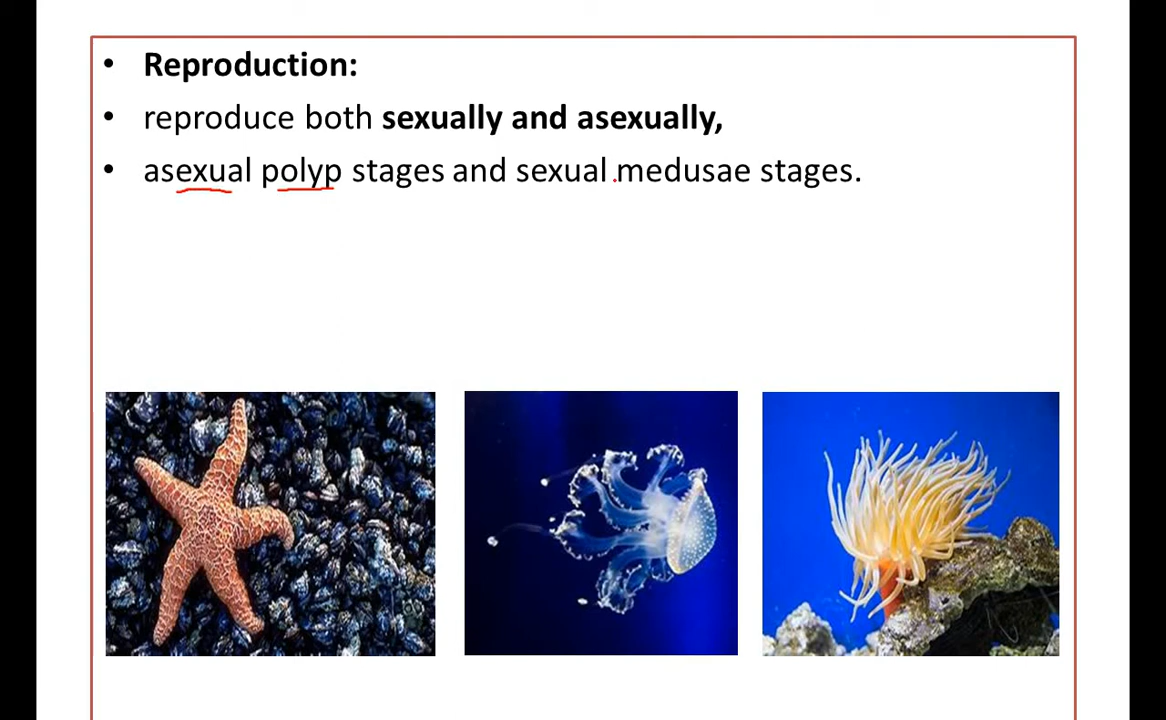 • Reproduction:
• reproduce both sexually and asexually,
• asexual polyp stages and sexual medusae stages.